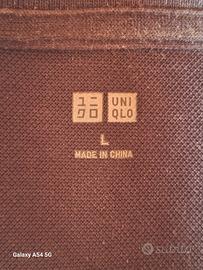 ユニ UNI
クロ QLO
L
MADE IN CHINA
Galaxy A54 5G
subito